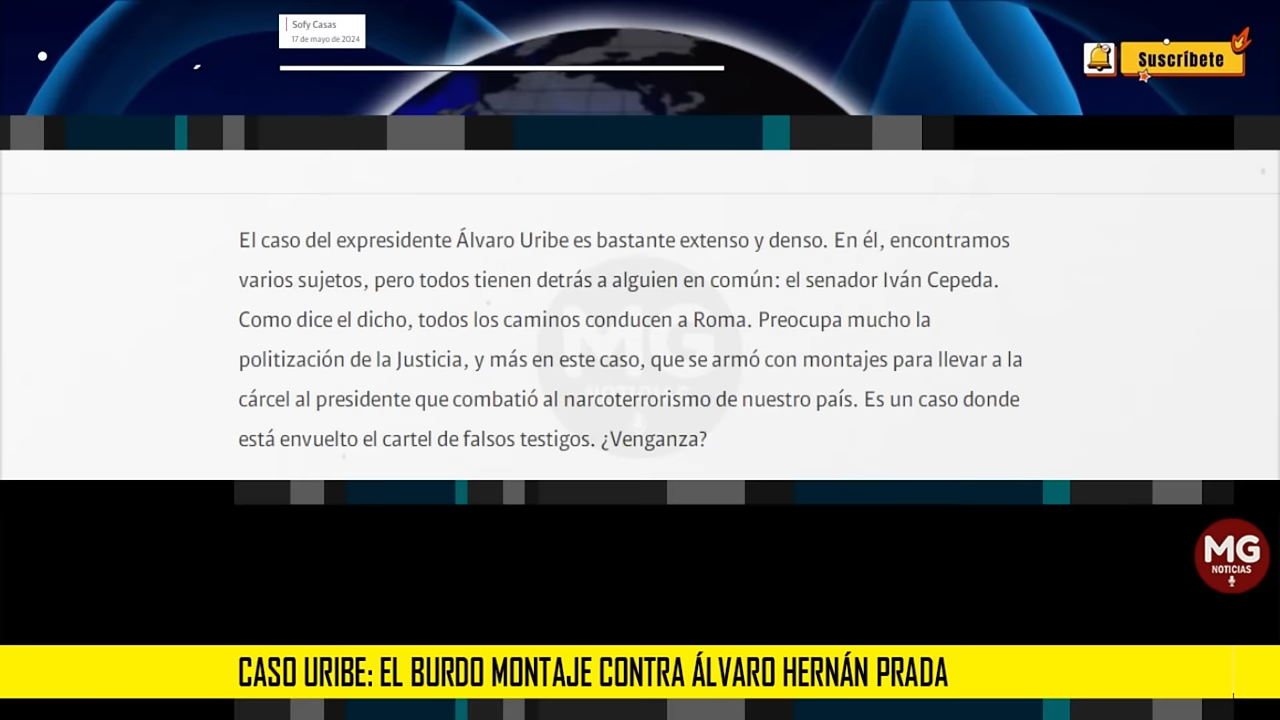 Sofy Casas
17 de mayo de 2024
Suscríbete
El caso del expresidente Álvaro Uribe es bastante extenso y denso. En él, encontramos
varios sujetos, pero todos tienen detrás a alguien en común: el senador Iván Cepeda.
Como dice el dicho, todos los caminos conducen a Roma. Preocupa mucho la
politización de la Justicia, y más en este caso, que se armó con montajes para llevar a la
cárcel al presidente que combatió al narcoterrorismo de nuestro país. Es un caso donde
está envuelto el cartel de falsos testigos. ¿Venganza?
MG
NOTICIAS
MG
NOTICIAS
CASO URIBE: EL BURDO MONTAJE CONTRA ÁLVARO HERNÁN PRADA